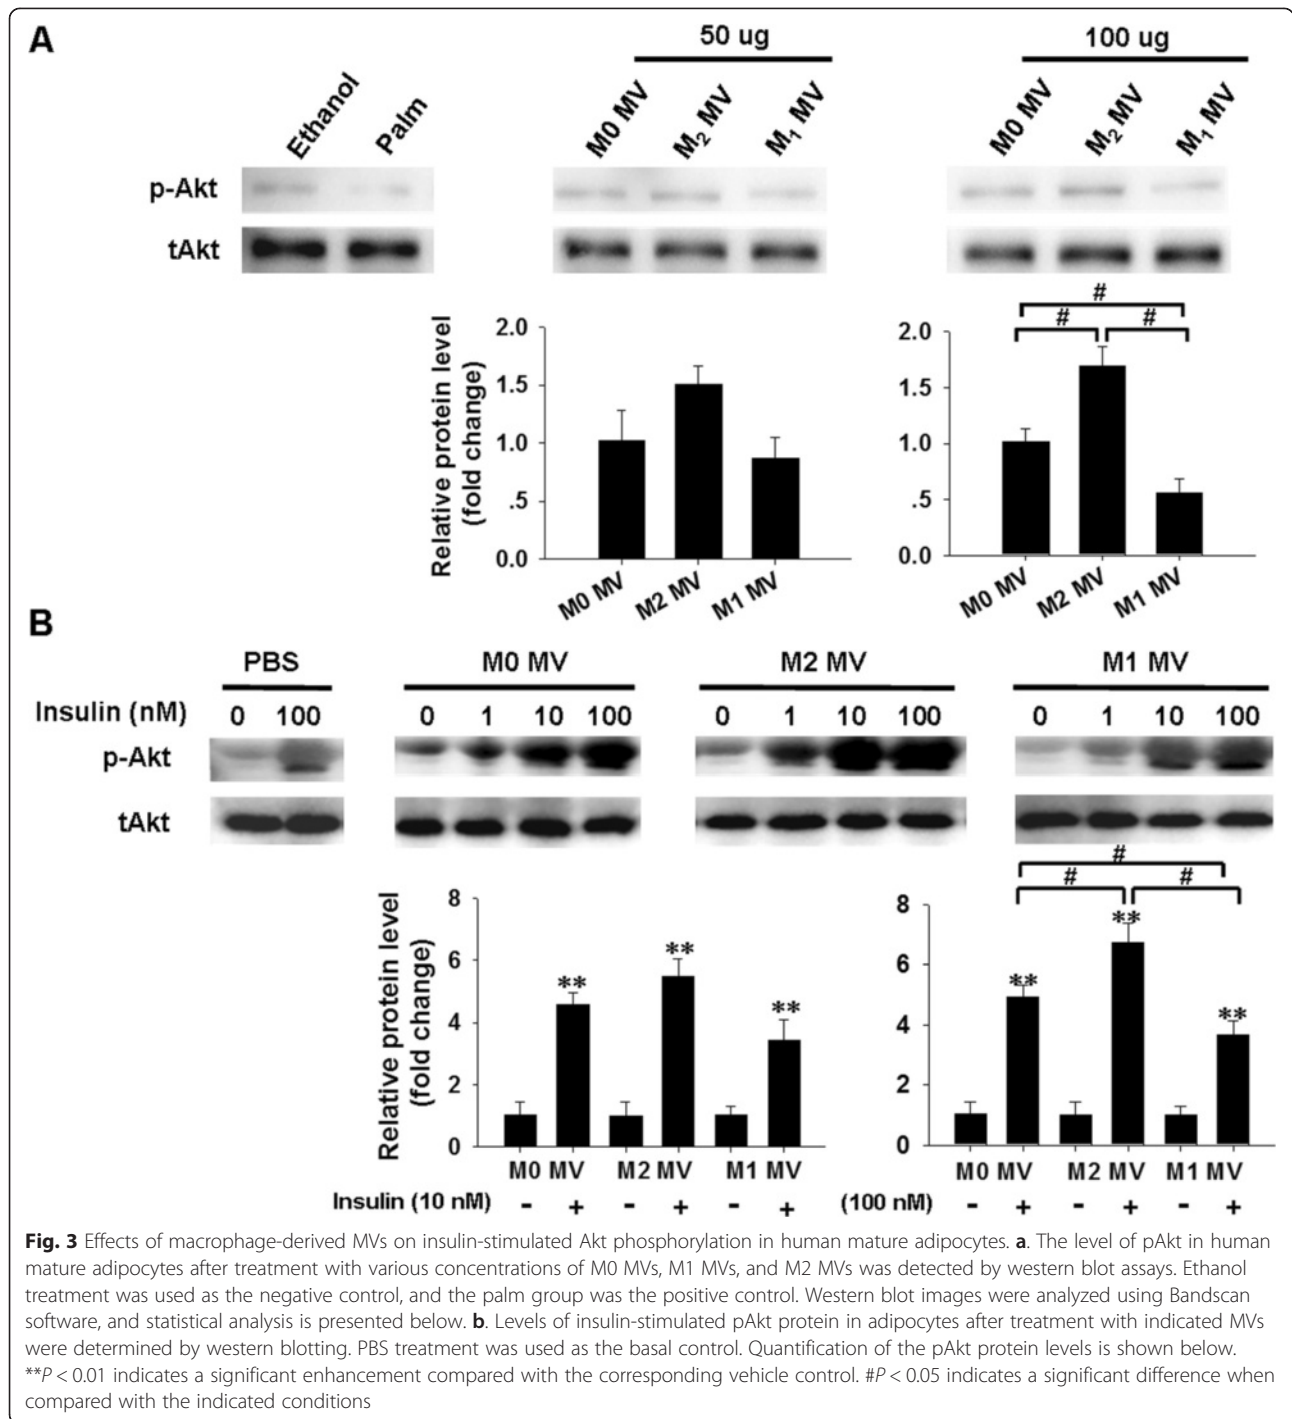 A
50 ug
100 ug
Ethanol
Palm
M0 MV
M₂ MV
M₁ MV
M0 MV
M₂ MV
M₁ MV
p-Akt
tAkt
Relative protein level
(fold change)
2.0
1.5
1.0
.5
0.0
M0 MV
M2 MV
M1 MV
#
#
#
2.0
1.5
1.0
.5
0.0
M0 MV
M2 MV
M1 MV
B
PBS
M0 MV
M2 MV
M1 MV
Insulin (nM)
0 100
0 1 10 100
0 1 10 100
0 1 10 100
p-Akt
tAkt
Relative protein level
(fold change)
8
6
4
2
0
**
**
**
M0 MV M2 MV M1 MV
Insulin (10 nM) - + - + - +
#
# #
8
6
4
2
0
**
**
**
M0 MV M2 MV M1 MV
(100 nM) - + - + - +
Fig. 3 Effects of macrophage-derived MVs on insulin-stimulated Akt phosphorylation in human mature adipocytes. a. The level of pAkt in human
mature adipocytes after treatment with various concentrations of M0 MVs, M1 MVs, and M2 MVs was detected by western blot assays. Ethanol
treatment was used as the negative control, and the palm group was the positive control. Western blot images were analyzed using Bandscan
software, and statistical analysis is presented below. b. Levels of insulin-stimulated pAkt protein in adipocytes after treatment with indicated MVs
were determined by western blotting. PBS treatment was used as the basal control. Quantification of the pAkt protein levels is shown below.
**P < 0.01 indicates a significant enhancement compared with the corresponding vehicle control. #P < 0.05 indicates a significant difference when
compared with the indicated conditions